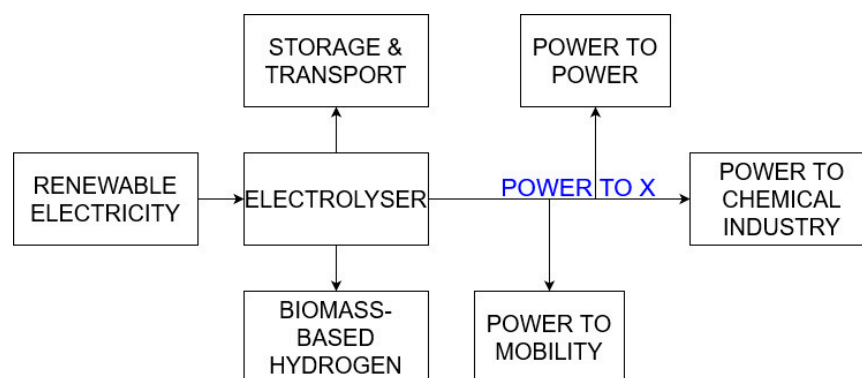 STORAGE &
TRANSPORT
POWER TO
POWER
RENEWABLE
ELECTRICITY
ELECTROLYSER
POWER TO X
POWER TO
CHEMICAL
INDUSTRY
BIOMASS-
BASED
HYDROGEN
POWER TO
MOBILITY